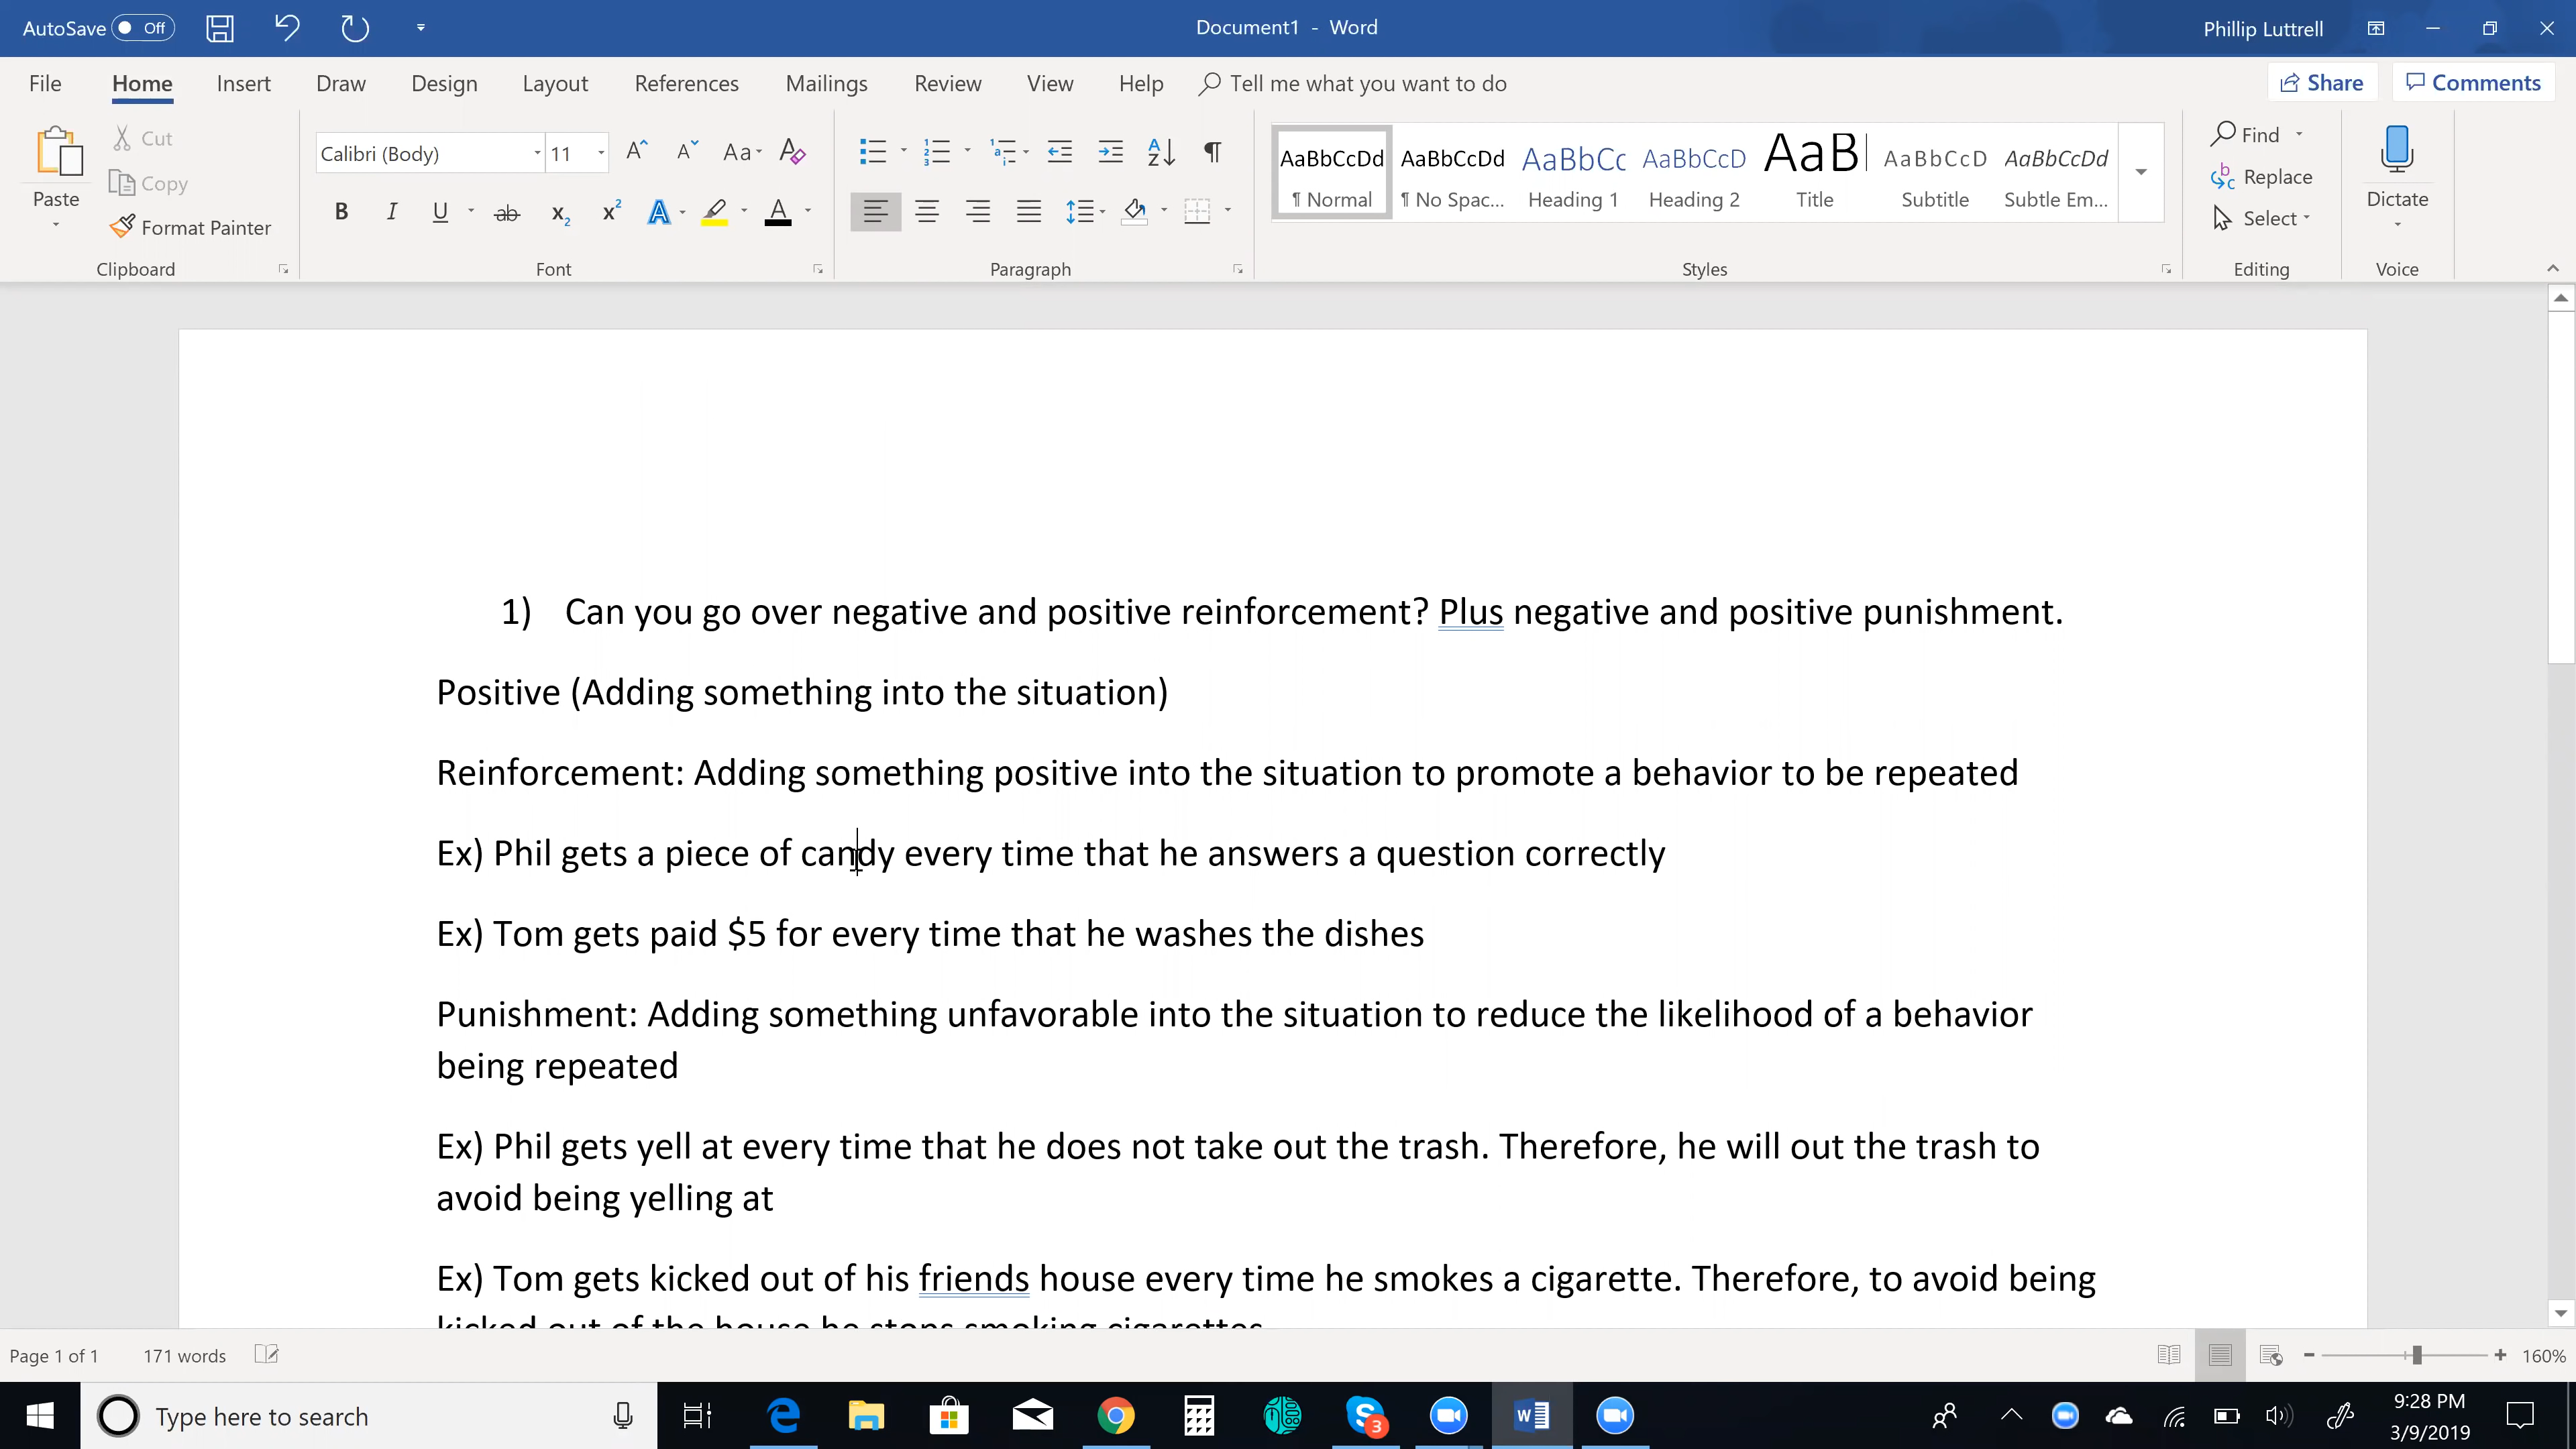 AutoSave Off
Document1 - Word
Phillip Luttrell
File Home Insert Draw Design Layout References Mailings Review View Help Tell me what you want to do Share Comments
Paste
Cut
Copy
Format Painter
Clipboard
Calibri (Body) 11
Font
Paragraph
AaBbCcDd AaBbCcDd AaBbCc AaBbCcD AaB AaBbCcD AaBbCcDd
¶ Normal ¶ No Spac... Heading 1 Heading 2 Title Subtitle Subtle Em...
Styles
Find
Replace
Select
Editing
Dictate
Voice
1) Can you go over negative and positive reinforcement? Plus negative and positive punishment.
Positive (Adding something into the situation)
Reinforcement: Adding something positive into the situation to promote a behavior to be repeated
Ex) Phil gets a piece of candy every time that he answers a question correctly
Ex) Tom gets paid $5 for every time that he washes the dishes
Punishment: Adding something unfavorable into the situation to reduce the likelihood of a behavior
being repeated
Ex) Phil gets yell at every time that he does not take out the trash. Therefore, he will out the trash to
avoid being yelling at
Ex) Tom gets kicked out of his friends house every time he smokes a cigarette. Therefore, to avoid being
kicked out of the house he stops smoking cigarettes
Page 1 of 1 171 words 160%
Type here to search
3
9:28 PM
3/9/2019